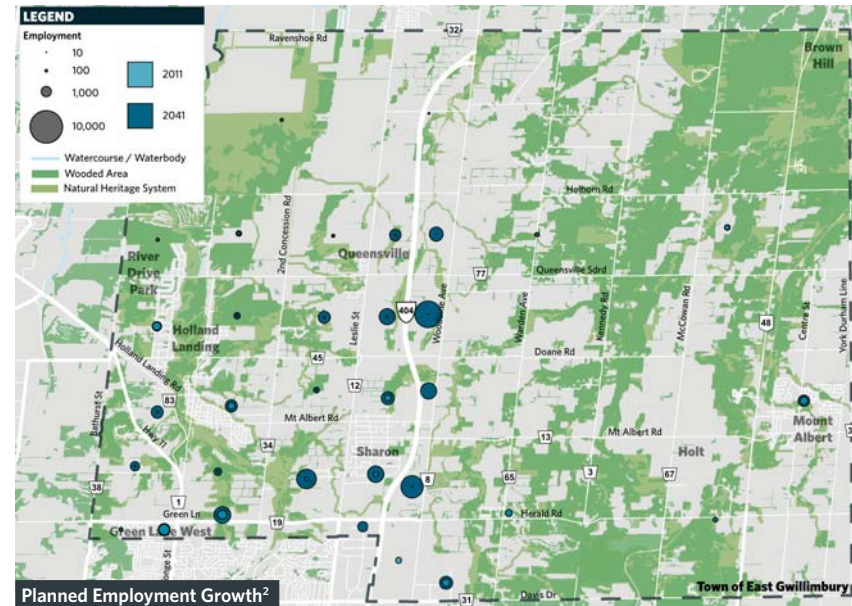 LEGEND
Employment
10
100
1,000
10,000
2011
2041
Watercourse / Waterbody
Wooded Area
Natural Heritage System
Ravenshoe Rd
32
Brown
Hill
Holborn Rd
2nd Concession Rd
River
Drive
Park
Queensville
77
Queensville Sdrd
Leslie St
404
Woodbine Ave
Warden Ave
Kennedy Rd
McCowan Rd
48
Centre St
York Durham Line
Holland
Landing
Holland Landing Rd
45
Doane Rd
12
Bathurst St
83
Mt Albert Rd
Hwy 11
34
Sharon
13
Mt Albert Rd
Holt
Mount
Albert
38
8
65
3
67
1
Green Ln
19
Herald Rd
Green Lane West
31
Davis Dr
Planned Employment Growth²
Town of East Gwillimbury